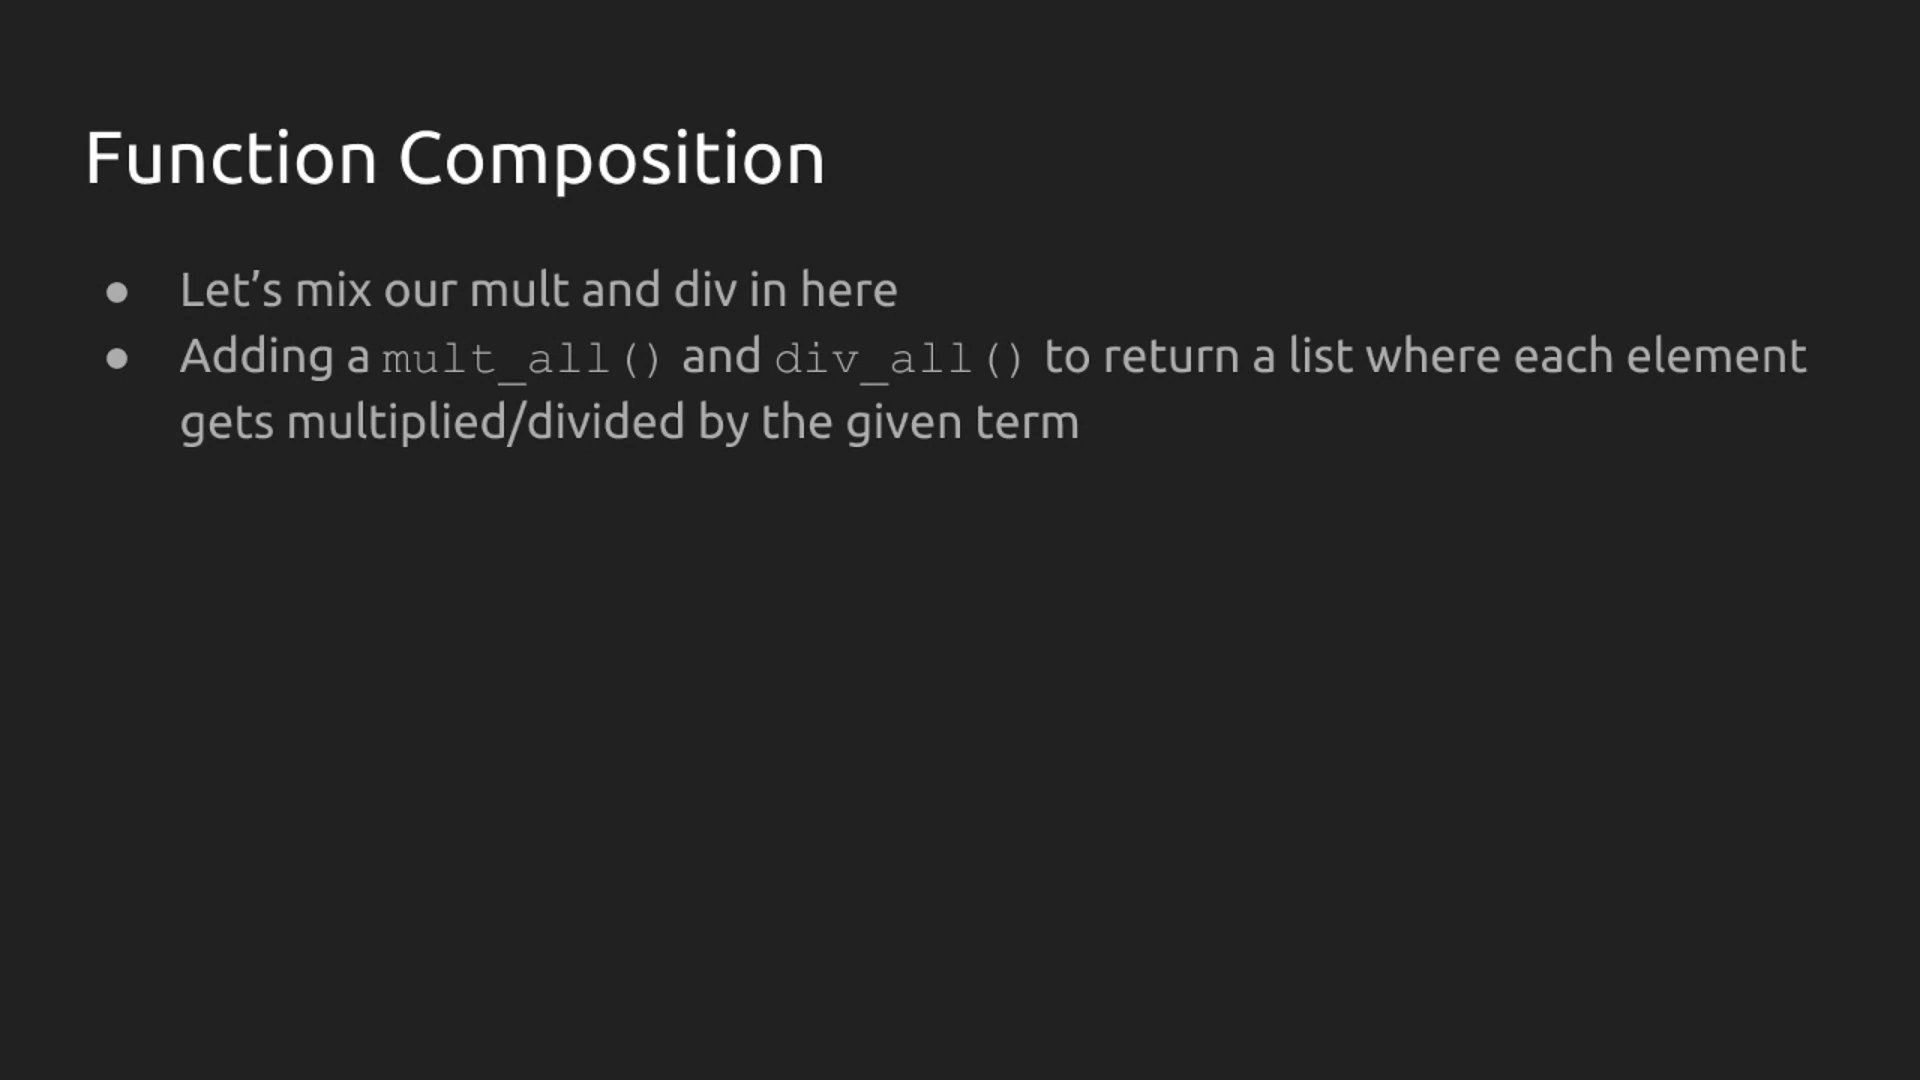 Function Composition
● Let’s mix our mult and div in here
● Adding a mult_all() and div_all() to return a list where each element
gets multiplied/divided by the given term